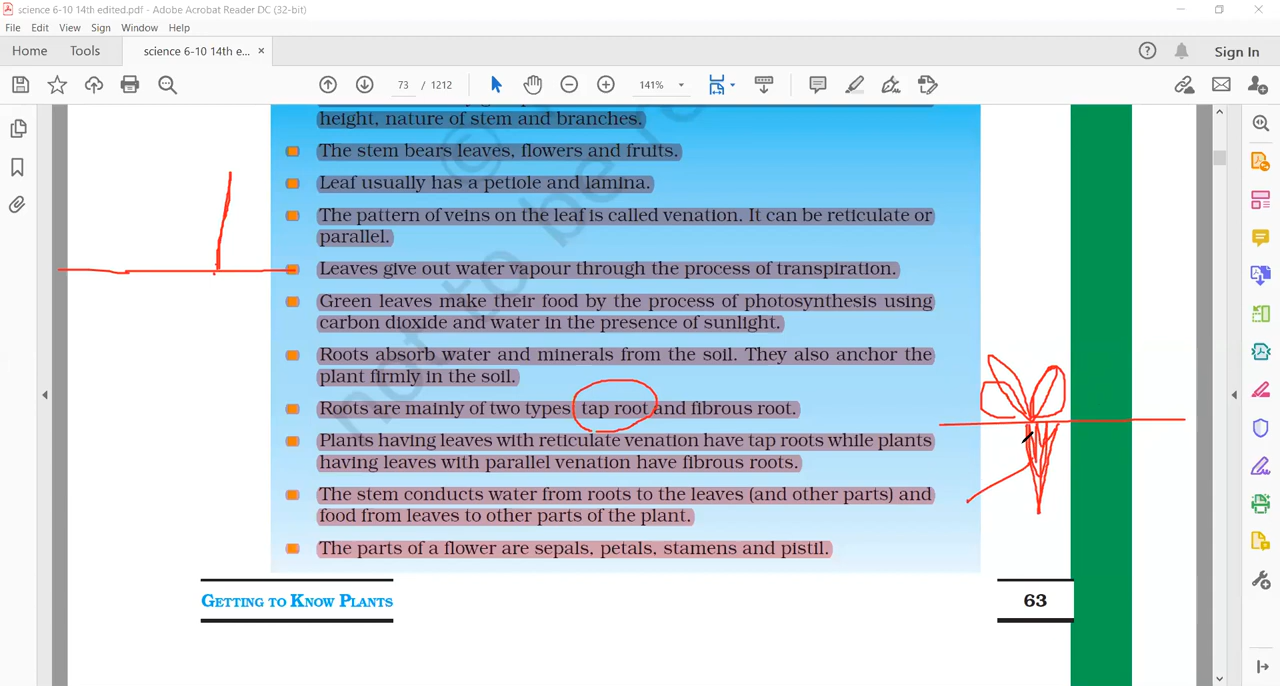 science 6-10 14th edited.pdf - Adobe Acrobat Reader DC (32-bit)
File Edit View Sign Window Help
Home Tools science 6-10 14th e... × Sign In
73 / 1212 141%
height, nature of stem and branches.
The stem bears leaves, flowers and fruits.
Leaf usually has a petiole and lamina.
The pattern of veins on the leaf is called venation. It can be reticulate or
parallel.
Leaves give out water vapour through the process of transpiration.
Green leaves make their food by the process of photosynthesis using
carbon dioxide and water in the presence of sunlight.
Roots absorb water and minerals from the soil. They also anchor the
plant firmly in the soil.
Roots are mainly of two types tap root and fibrous root.
Plants having leaves with reticulate venation have tap roots while plants
having leaves with parallel venation have fibrous roots.
The stem conducts water from roots to the leaves (and other parts) and
food from leaves to other parts of the plant.
The parts of a flower are sepals, petals, stamens and pistil.
GETTING TO KNOW PLANTS
63
© not to be re